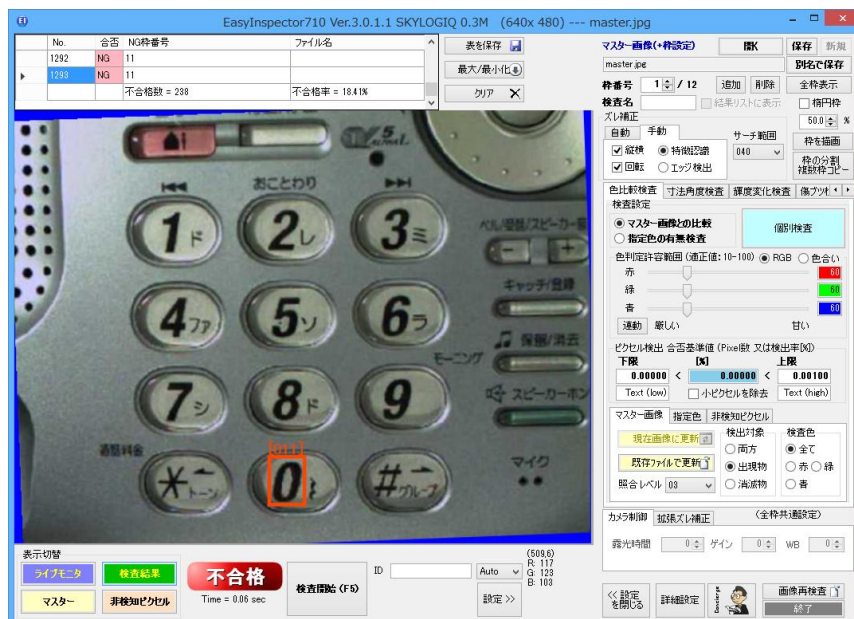 EasyInspector710 Ver.3.0.1.1 SKYLOGIQ 0.3M (640x 480) --- master.jpg
No. 合否 NG枠番号 ファイル名
1292 NG 11
1293 NG 11
不合格数 = 238 不合格率 = 18.41%
表を保存
最大/最小化
クリア
マスター画像(+枠設定) 開K 保存 新規
master.jpg 別名で保存
枠番号 1 / 12 追加 削除 全枠表示
検査名 結果リストに表示 楕円枠
ズレ補正 50.0 %
自動 手動 サーチ範囲 枠を描画
縦横 特徴認識 040
回転 エッジ検出 枠の分割
複数枠コピー
色比較検査 寸法角度検査 輝度変化検査 傷ブツ
検査設定
マスター画像との比較 個別検査
指定色の有無検査
色判定許容範囲 (適正値:10-100) RGB 色合い
赤 60
緑 60
青 60
連動 厳しい 甘い
ピクセル検出 合否基準値 (Pixel数 又は検出率[%])
下限 [%] 上限
0.00000 < 0.00000 < 0.00100
Text (low) 小ピクセルを除去 Text (high)
マスター画像 指定色 非検知ピクセル
現在画像に更新 検出対象 検査色
両方 全て
既存ファイルで更新 出現物 赤 緑
照合レベル 03 消滅物 青
カメラ制御 拡張ズレ補正 (全枠共通設定)
露光時間 0 ゲイン 0 WB 0
<< 設定を閉じる 詳細設定 Concierge 画像再検査
終了
おことわり
1ド 2レ 3ミ
ベル/受話/スピーカー音
キャッチ/登録
4ファ 5ソ 6ラ
保留/消去
モーニング
7シ 8ド 9
スピーカーホン
通話料金
011
*トーン 0 #グループ
マイク
表示切替
ライブモニタ 検査結果
マスター 非検知ピクセル
不合格
Time = 0.06 sec
検査開始 (F5)
ID
Auto
設定 >>
(509,6)
R: 117
G: 123
B: 103